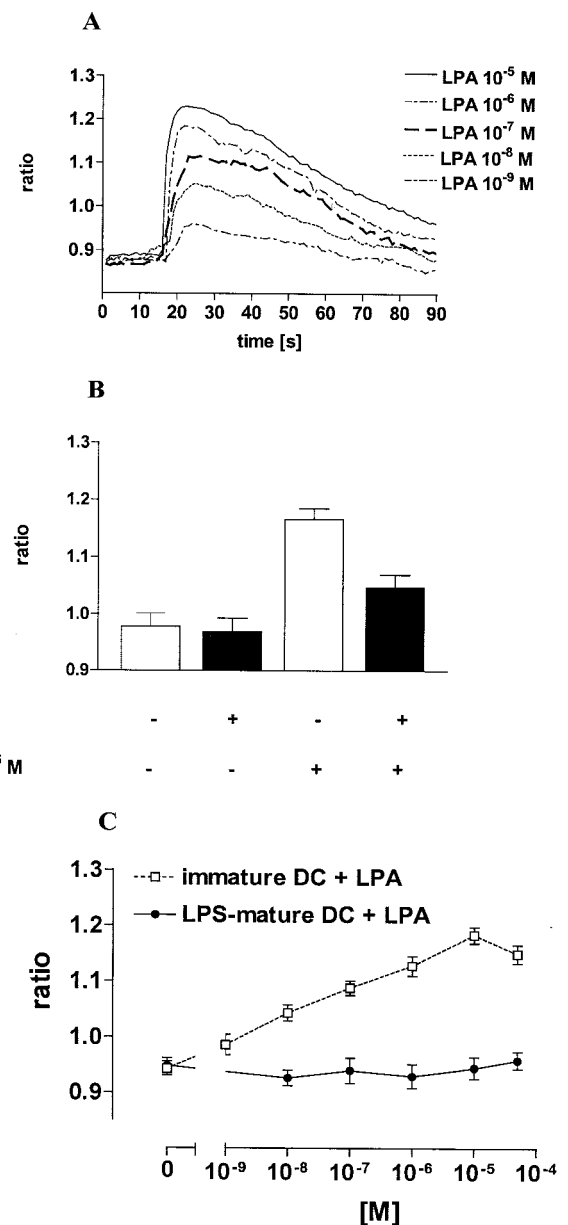 A
1.3
1.2
1.1
1.0
0.9
ratio
0 10 20 30 40 50 60 70 80 90
time [s]
LPA 10⁻⁵ M
LPA 10⁻⁶ M
LPA 10⁻⁷ M
LPA 10⁻⁸ M
LPA 10⁻⁹ M
B
1.3
1.2
1.1
1.0
0.9
ratio
- + - +
M - - + +
C
1.3
1.2
1.1
1.0
0.9
ratio
immature DC + LPA
LPS-mature DC + LPA
0 10⁻⁹ 10⁻⁸ 10⁻⁷ 10⁻⁶ 10⁻⁵ 10⁻⁴
[M]